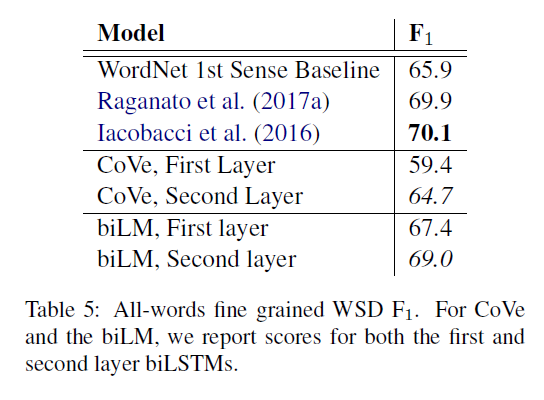 Model F1
WordNet 1st Sense Baseline 65.9
Raganato et al. (2017a) 69.9
Iacobacci et al. (2016) 70.1
CoVe, First Layer 59.4
CoVe, Second Layer 64.7
biLM, First layer 67.4
biLM, Second layer 69.0
Table 5: All-words fine grained WSD F1. For CoVe
and the biLM, we report scores for both the first and
second layer biLSTMs.